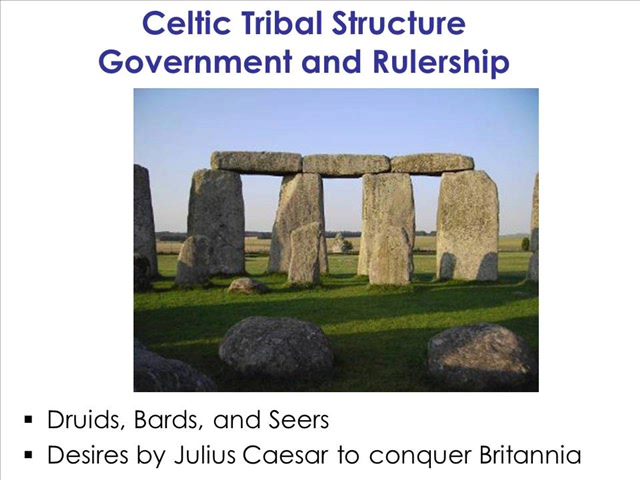 Celtic Tribal Structure
Government and Rulership
▪ Druids, Bards, and Seers
▪ Desires by Julius Caesar to conquer Britannia